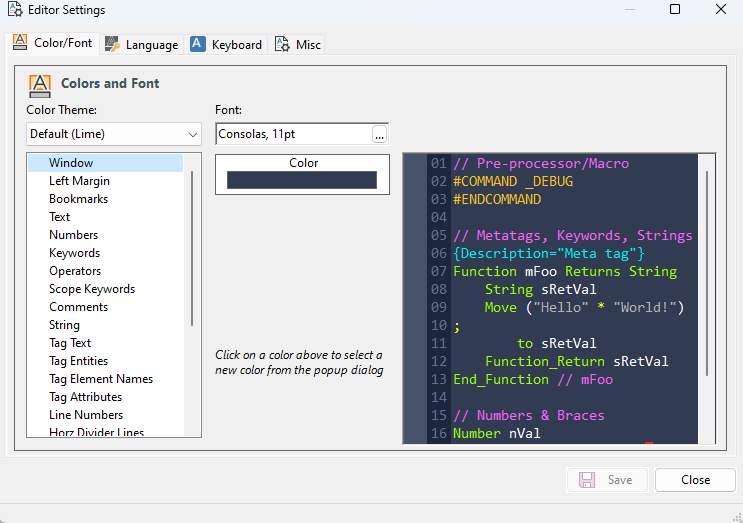 Editor Settings
Color/Font
Language
Keyboard
Misc
Colors and Font
Color Theme:
Font:
Default (Lime)
Consolas, 11pt
...
Window
Left Margin
Bookmarks
Text
Numbers
Keywords
Operators
Scope Keywords
Comments
String
Tag Text
Tag Entities
Tag Element Names
Tag Attributes
Line Numbers
Horz Divider Lines
Color
Click on a color above to select a
new color from the popup dialog
01 // Pre-processor/Macro
02 #COMMAND _DEBUG
03 #ENDCOMMAND
04
05 // Metatags, Keywords, Strings
06 {Description="Meta tag"}
07 Function mFoo Returns String
08     String sRetVal
09     Move ("Hello" * "World!")
10 ;
11         to sRetVal
12     Function_Return sRetVal
13 End_Function // mFoo
14
15 // Numbers & Braces
16 Number nVal
Save
Close